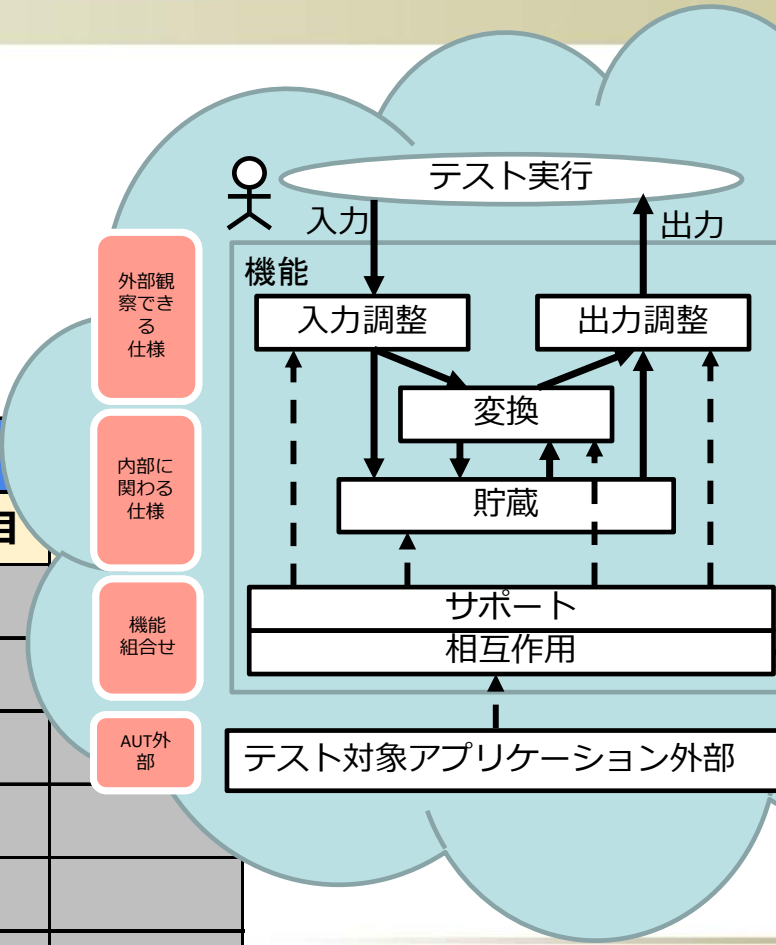 テスト実行
入力
出力
外部観
察でき
る
仕様
機能
入力調整
出力調整
変換
内部に
関わる
仕様
貯蔵
目
機能
組合せ
サポート
相互作用
AUT外
部
テスト対象アプリケーション外部